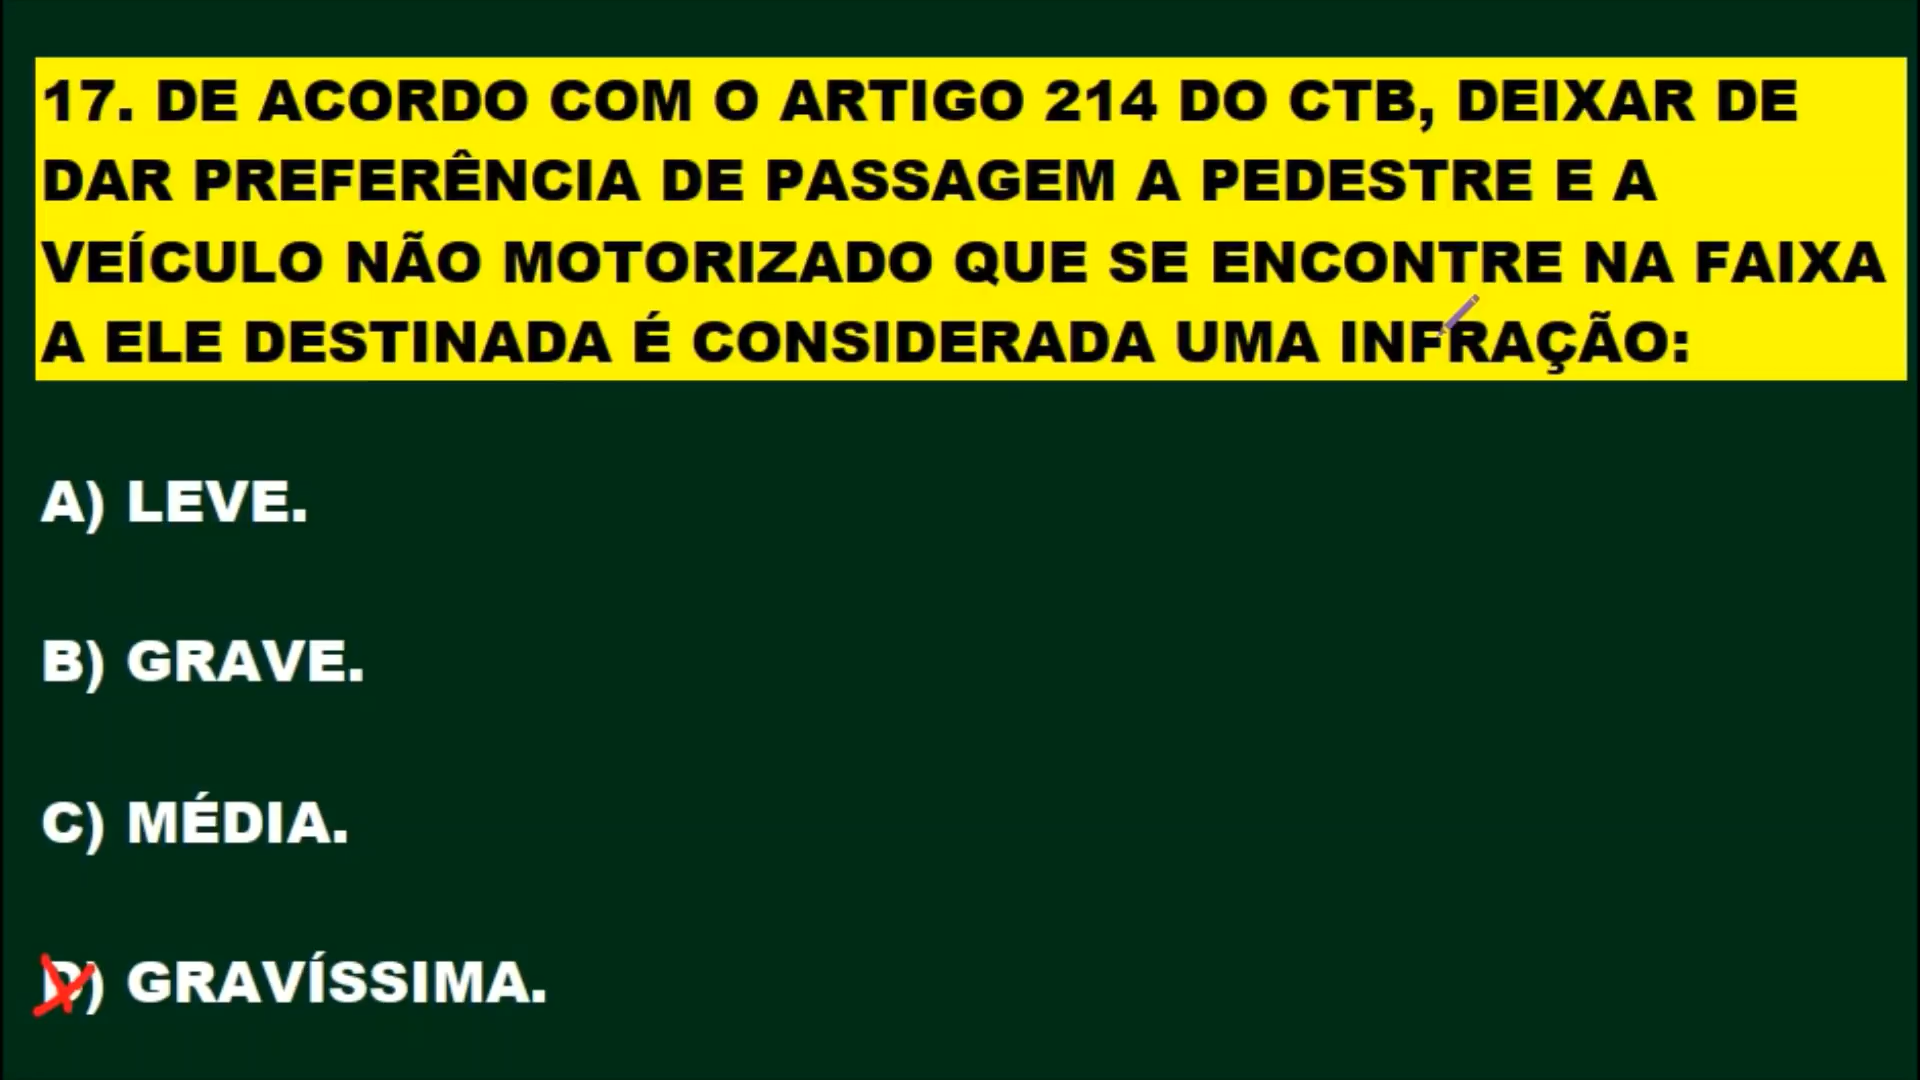 17. DE ACORDO COM O ARTIGO 214 DO CTB, DEIXAR DE
DAR PREFERÊNCIA DE PASSAGEM A PEDESTRE E A
VEÍCULO NÃO MOTORIZADO QUE SE ENCONTRE NA FAIXA
A ELE DESTINADA É CONSIDERADA UMA INFRAÇÃO:
A) LEVE.
B) GRAVE.
C) MÉDIA.
D) GRAVÍSSIMA.